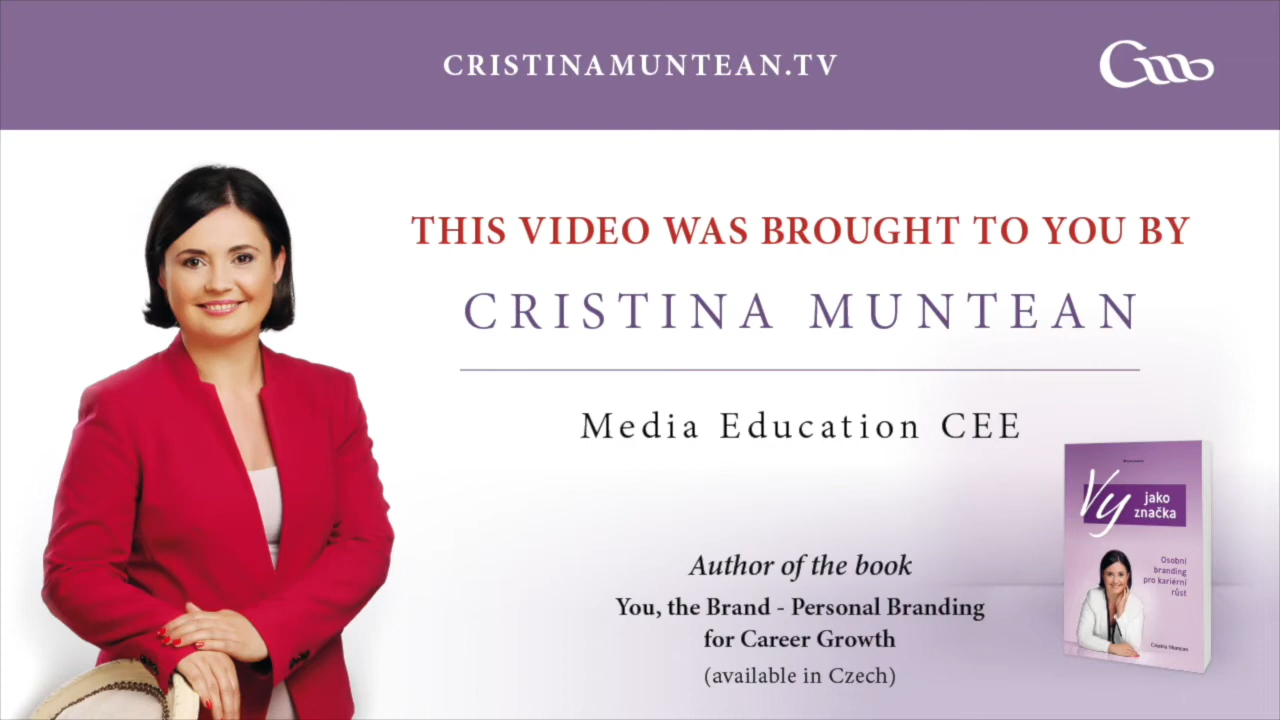 CRISTINAMUNTEAN.TV
Cm
THIS VIDEO WAS BROUGHT TO YOU BY
CRISTINA MUNTEAN
Media Education CEE
Vy
jako
značka
Osobní
branding
pro kariérní
růst
Cristina Muntean
Author of the book
You, the Brand - Personal Branding
for Career Growth
(available in Czech)